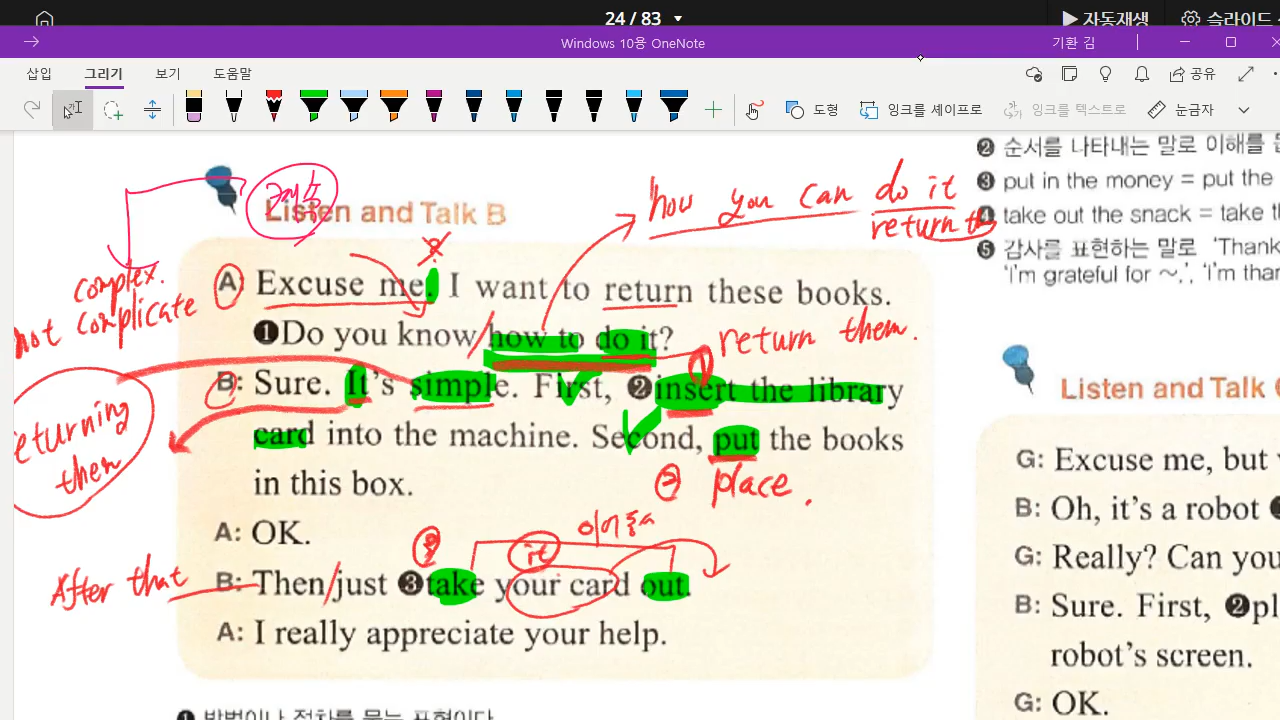 24 / 83
자동재생
슬라이드
Windows 10용 OneNote
기환 김
삽입
그리기
보기
도움말
공유
도형
잉크를 셰이프로
잉크를 텍스트로
눈금자
Listen and Talk B
how you can do it
return th
complex.
not complicate
A: Excuse me. I want to return these books.
❶Do you know how to do it?
return them.
B: Sure. It's simple. First, ❷insert the library
card into the machine. Second, put the books
in this box.
returning
them
① ② place.
A: OK.
이어동사
it
After that
B: Then just ❸take your card out.
A: I really appreciate your help.
❶ 방법이나 절차를 묻는 표현이다.
❷ 순서를 나타내는 말로 이해를
❸ put in the money = put the
❹ take out the snack = take
❺ 감사를 표현하는 말로 'Thank
'I'm grateful for ~.', 'I'm
Listen and Talk
G: Excuse me, but
B: Oh, it's a robot
G: Really? Can you
B: Sure. First, ❷pl
robot's screen.
G: OK.